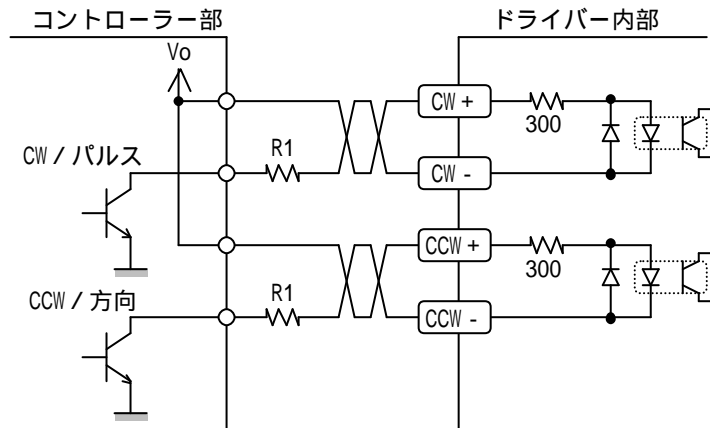 コントローラー部
ドライバー内部
Vo
CW +
300
R1
CW / パルス
CW -
CCW +
300
R1
CCW / 方向
CCW -